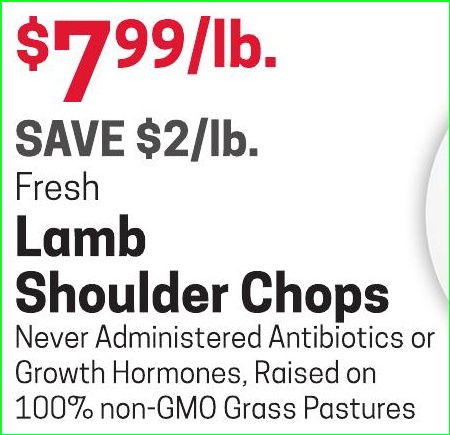 $7.99/lb.
SAVE $2/lb.
Fresh
Lamb
Shoulder Chops
Never Administered Antibiotics or
Growth Hormones, Raised on
100% non-GMO Grass Pastures